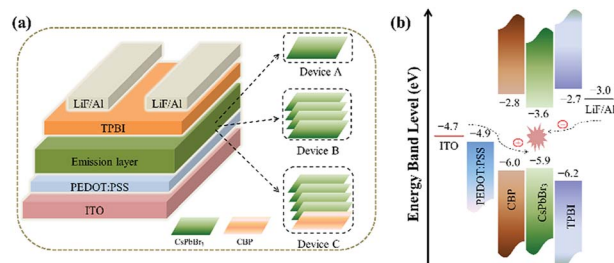 (a)
LiF/Al
LiF/Al
TPBI
Emission layer
PEDOT:PSS
ITO
Device A
Device B
Device C
CsPbBr₃
CBP
(b)
Energy Band Level (eV)
−2.8
−3.6
−2.7
−3.0
LiF/Al
−4.7
ITO
−4.9
PEDOT:PSS
−6.0
CBP
−5.9
CsPbBr₃
−6.2
TPBI